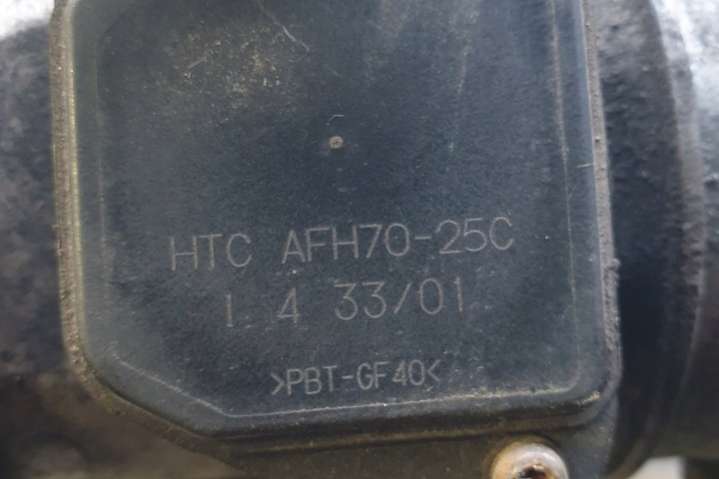 HTC AFH70-25C
1 4 33/01
>PBT-GF40<